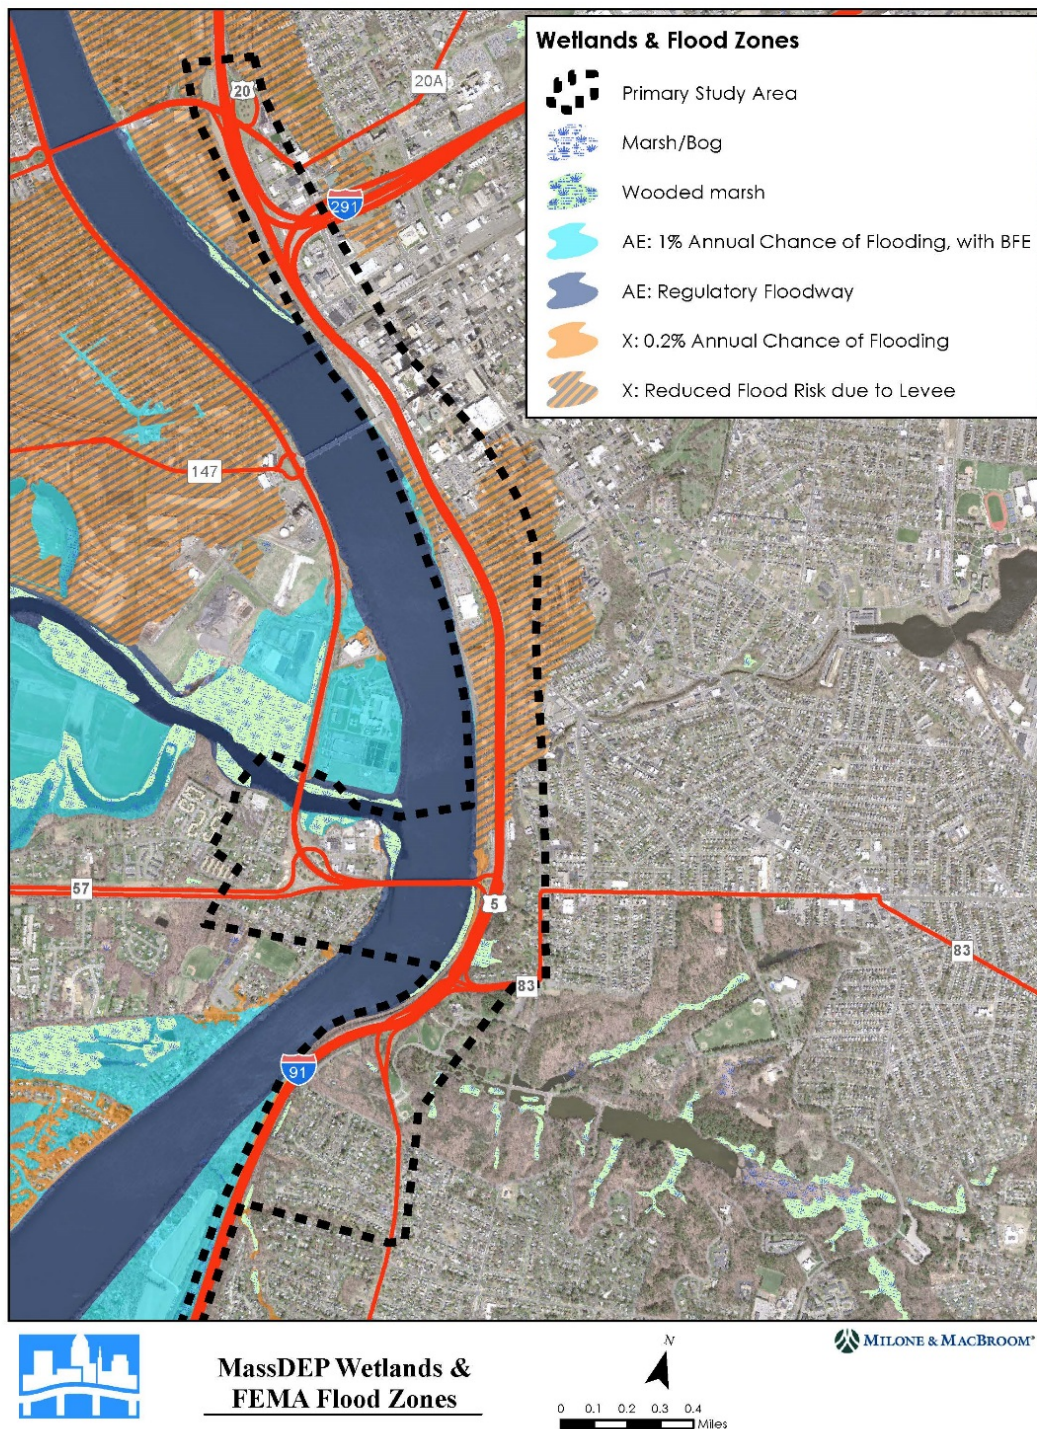 Wetlands & Flood Zones
Primary Study Area
Marsh/Bog
Wooded marsh
AE: 1% Annual Chance of Flooding, with BFE
AE: Regulatory Floodway
X: 0.2% Annual Chance of Flooding
X: Reduced Flood Risk due to Levee
20A
20
291
147
57
5
83
83
91
MassDEP Wetlands &
FEMA Flood Zones
N
0 0.1 0.2 0.3 0.4
Miles
MILONE & MACBROOM®